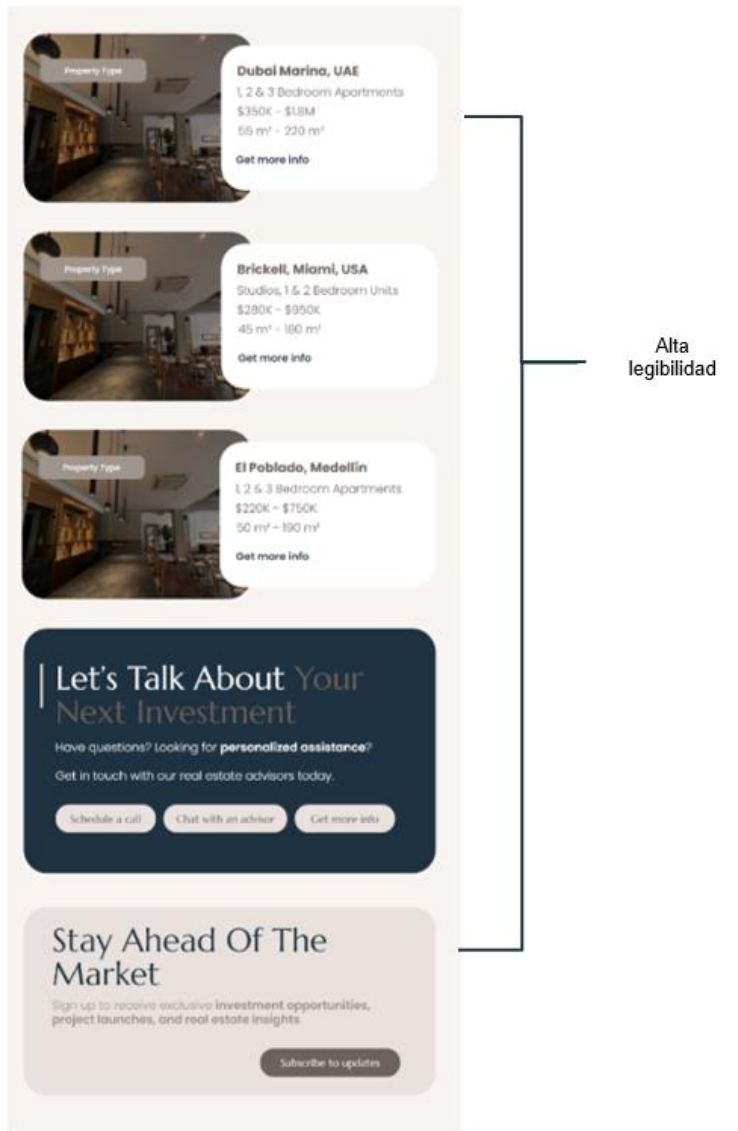 Property Type
Dubai Marina, UAE
1, 2 & 3 Bedroom Apartments
$350K - $1.8M
55 m² - 220 m²
Get more info
Property Type
Brickell, Miami, USA
Studios, 1 & 2 Bedroom Units
$280K - $950K
45 m² - 180 m²
Get more info
Property Type
El Poblado, Medellín
1, 2 & 3 Bedroom Apartments
$220K - $750K
50 m² - 190 m²
Get more info
Alta
legibilidad
Let's Talk About Your
Next Investment
Have questions? Looking for personalized assistance?
Get in touch with our real estate advisors today.
Schedule a call
Chat with an advisor
Get more info
Stay Ahead Of The
Market
Sign up to receive exclusive investment opportunities,
project launches, and real estate insights
Subscribe to updates